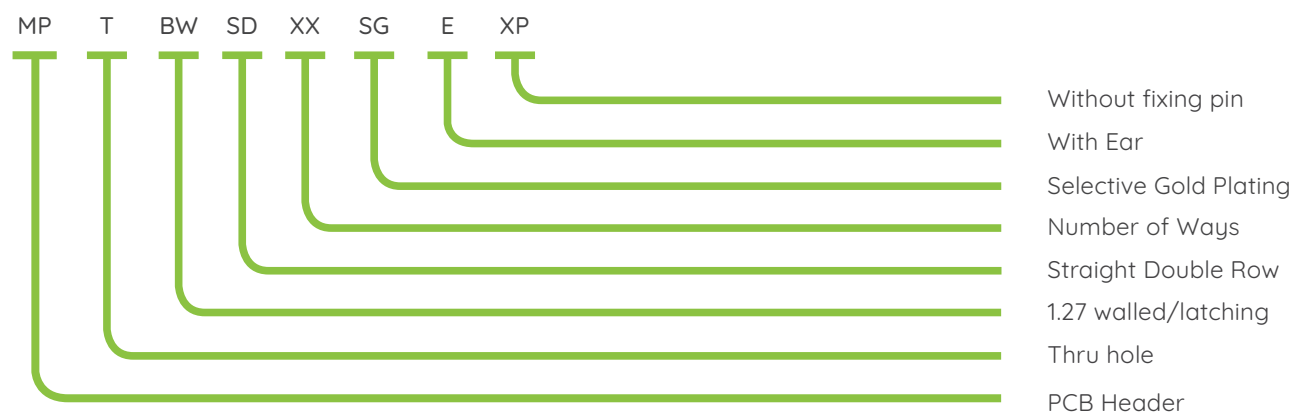 MP T BW SD XX SG E XP
Without fixing pin
With Ear
Selective Gold Plating
Number of Ways
Straight Double Row
1.27 walled/latching
Thru hole
PCB Header